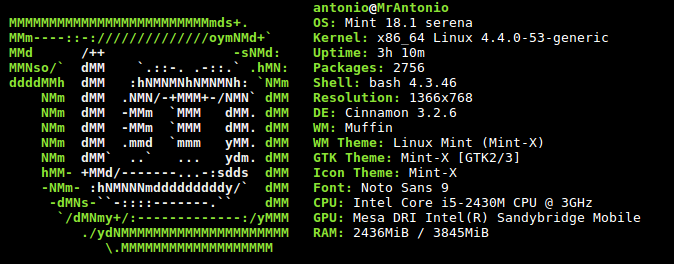 antonio@MrAntonio
MMMMMMMMMMMMMMMMMMMMMMMMMmds+. OS: Mint 18.1 serena
MMm----::-://////////////oymNMd+` Kernel: x86_64 Linux 4.4.0-53-generic
MMd /++ -sNMd: Uptime: 3h 10m
MMNso/` dMM `.::-. .-::.` .hMN: Packages: 2756
ddddMMh dMM :hNMNMNhNMNMNh: `NMm Shell: bash 4.3.46
NMm dMM .NMN/-+MMM+-/NMN` dMM Resolution: 1366x768
NMm dMM -MMm `MMM dMM. dMM DE: Cinnamon 3.2.6
NMm dMM -MMm `MMM dMM. dMM WM: Muffin
NMm dMM .mmd `mmm yMM. dMM WM Theme: Linux Mint (Mint-X)
NMm dMM` ..` ... ydm. dMM GTK Theme: Mint-X [GTK2/3]
hMM- +MMd/-------...-:sdds dMM Icon Theme: Mint-X
-NMm- :hNMNNNmdddddddddy/` dMM Font: Noto Sans 9
-dMNs-``-::::-------.`` dMM CPU: Intel Core i5-2430M CPU @ 3GHz
`/dMNmy+/:-------------:/yMMM GPU: Mesa DRI Intel(R) Sandybridge Mobile
./ydNMMMMMMMMMMMMMMMMMMMMM RAM: 2436MiB / 3845MiB
\.MMMMMMMMMMMMMMMMMMM